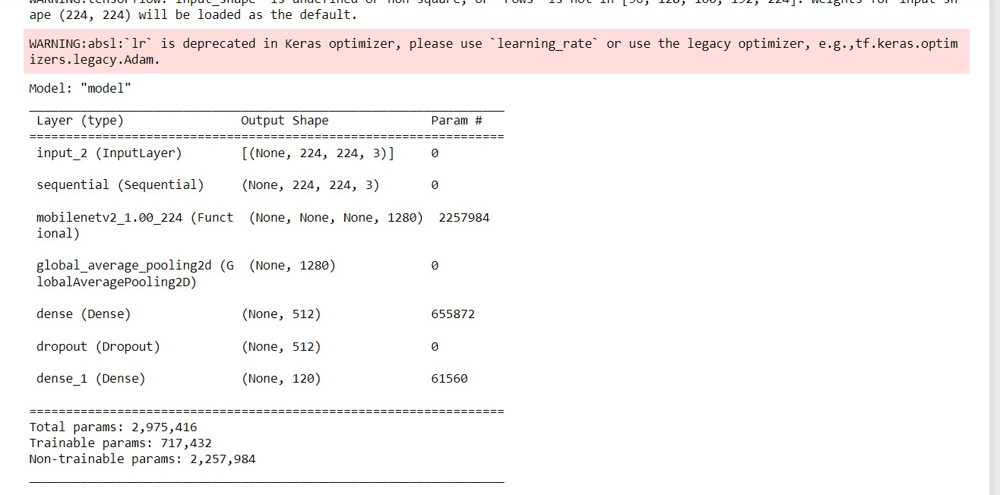 WARNING:tensorflow:`input_shape` is undefined or non-square, or `rows` is not in [96, 128, 160, 192, 224]. Weights for input sh
ape (224, 224) will be loaded as the default.
WARNING:absl:`lr` is deprecated in Keras optimizer, please use `learning_rate` or use the legacy optimizer, e.g.,tf.keras.optim
izers.legacy.Adam.
Model: "model"
_________________________________________________________________
Layer (type) Output Shape Param #
=================================================================
input_2 (InputLayer) [(None, 224, 224, 3)] 0
sequential (Sequential) (None, 224, 224, 3) 0
mobilenetv2_1.00_224 (Funct (None, None, None, 1280) 2257984
ional)
global_average_pooling2d (G (None, 1280) 0
lobalAveragePooling2D)
dense (Dense) (None, 512) 655872
dropout (Dropout) (None, 512) 0
dense_1 (Dense) (None, 120) 61560
=================================================================
Total params: 2,975,416
Trainable params: 717,432
Non-trainable params: 2,257,984
_________________________________________________________________